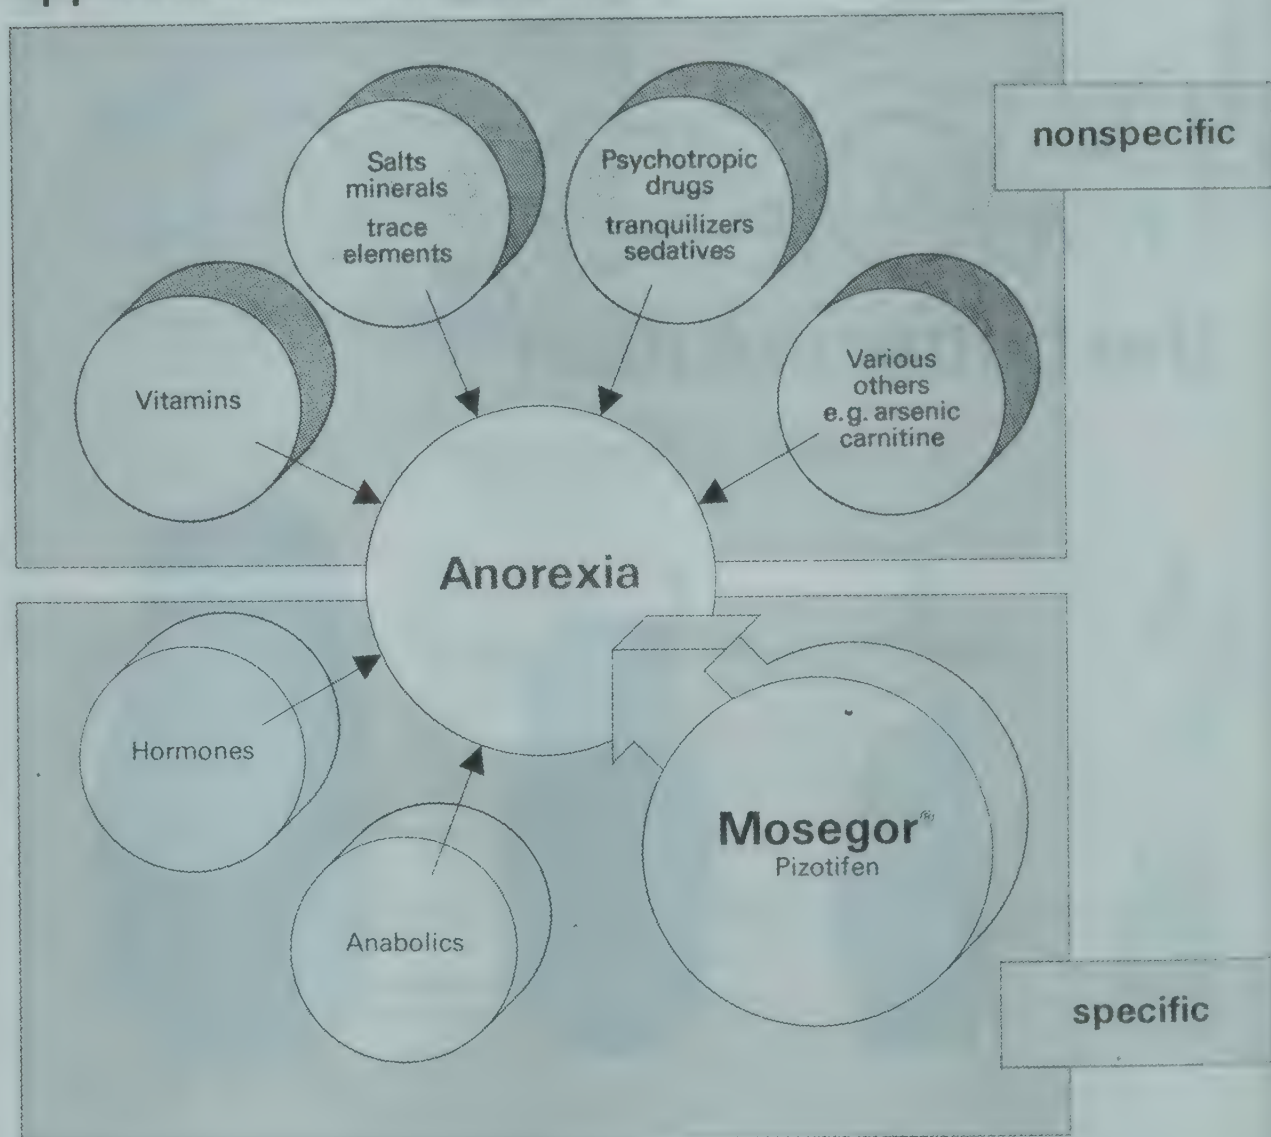 nonspecific
Salts
minerals
trace
elements
Psychotropic
drugs
tranquilizers
sedatives
Vitamins
Various
others
e.g. arsenic
carnitine
Anorexia
Hormones
Anabolics
Mosegor®
Pizotifen
specific